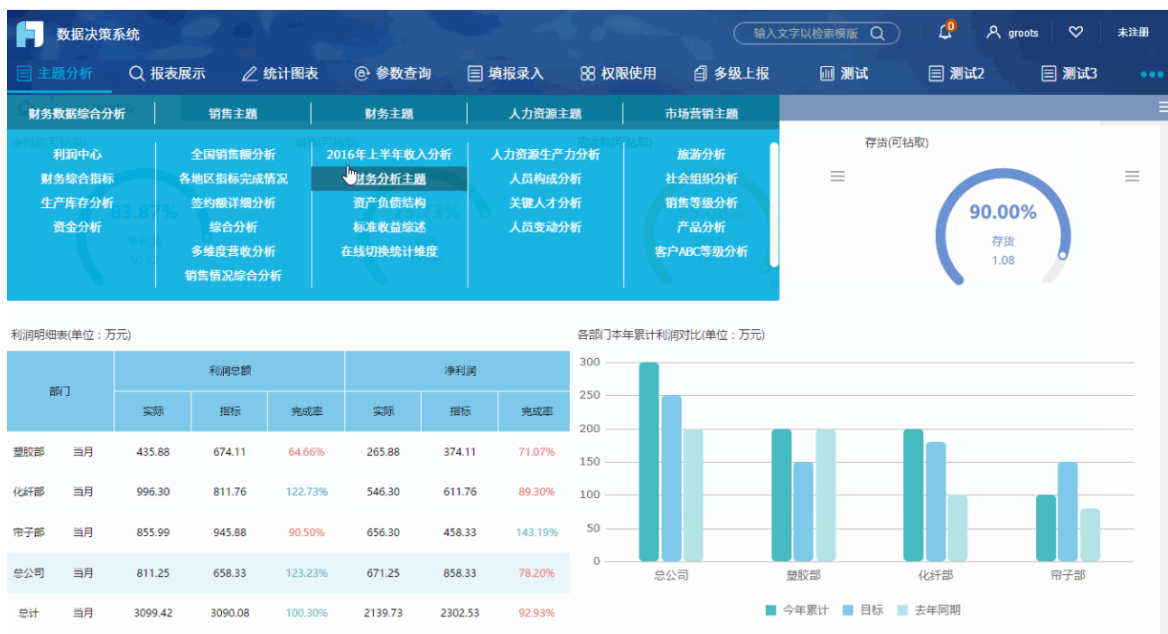 数据决策系统 输入文字以检索模版 0 groots 未注册
主题分析 报表展示 统计图表 参数查询 填报录入 权限使用 多级上报 测试 测试2 测试3
财务数据综合分析 销售主题 财务主题 人力资源主题 市场营销主题
存货(可钻取)
利润中心 全国销售额分析 2016年上半年收入分析 人力资源生产力分析 旅游分析
财务综合指标 各地区指标完成情况 财务分析主题 人员构成分析 社会组织分析
生产库存分析 签约额详细分析 资产负债结构 关键人才分析 销售等级分析
资金分析 综合分析 标准收益综述 人员变动分析 产品分析
多维度营收分析 在线切换统计维度 客户ABC等级分析
销售情况综合分析
83.87%
90.00%
存货
1.08
利润明细表(单位：万元)
部门 利润总额 净利润
实际 指标 完成率 实际 指标 完成率
塑胶部 当月 435.88 674.11 64.66% 265.88 374.11 71.07%
化纤部 当月 996.30 811.76 122.73% 546.30 611.76 89.30%
帘子部 当月 855.99 945.88 90.50% 656.30 458.33 143.19%
总公司 当月 811.25 658.33 123.23% 671.25 858.33 78.20%
总计 当月 3099.42 3090.08 100.30% 2139.73 2302.53 92.93%
各部门本年累计利润对比(单位：万元)
300
250
200
150
100
50
0
总公司 塑胶部 化纤部 帘子部
今年累计 目标 去年同期